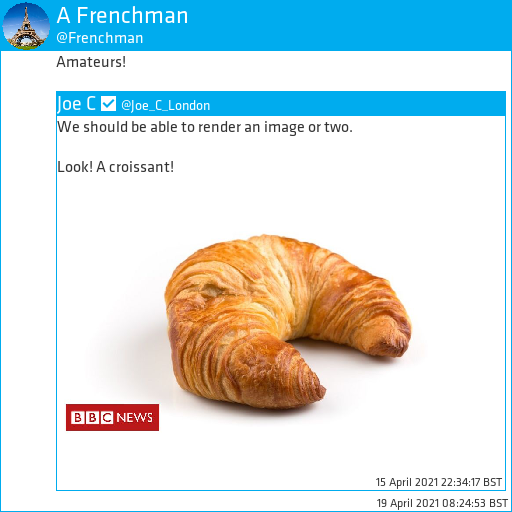 A Frenchman
@Frenchman
Amateurs!
Joe C @Joe_C_London
We should be able to render an image or two.
Look! A croissant!
BBC NEWS
15 April 2021 22:34:17 BST
19 April 2021 08:24:53 BST